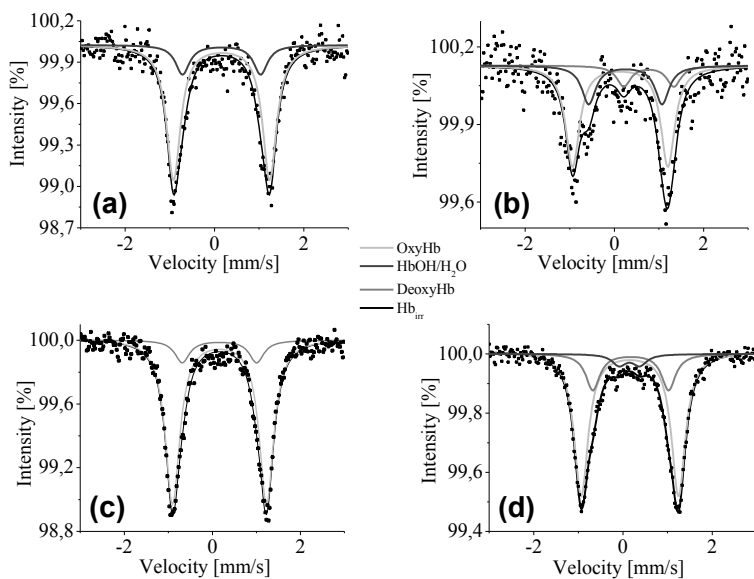 100,2
99,9
99,6
99,3
99,0
98,7
Intensity [%]
(a)
-2 0 2
Velocity [mm/s]
100,2
99,9
99,6
Intensity [%]
(b)
-2 0 2
Velocity [mm/s]
OxyHb
HbOH/H₂O
DeoxyHb
Hbirr
100,0
99,6
99,2
98,8
Intensity [%]
(c)
-2 0 2
Velocity [mm/s]
100,0
99,8
99,6
99,4
Intensity [%]
(d)
-2 0 2
Velocity [mm/s]